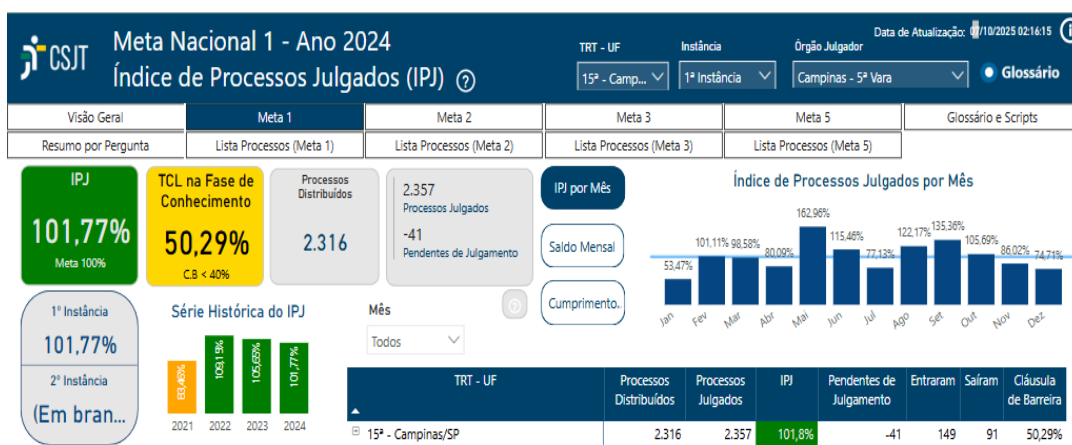 CSJT
Meta Nacional 1 - Ano 2024
Índice de Processos Julgados (IPJ) ?
Data de Atualização: 07/10/2025 02:16:15
TRT - UF
Instância
Órgão Julgador
15ª - Camp...
1ª Instância
Campinas - 5ª Vara
Glossário
Visão Geral
Meta 1
Meta 2
Meta 3
Meta 5
Glossário e Scripts
Resumo por Pergunta
Lista Processos (Meta 1)
Lista Processos (Meta 2)
Lista Processos (Meta 3)
Lista Processos (Meta 5)
IPJ
101,77%
Meta 100%
TCL na Fase de
Conhecimento
50,29%
C.B < 40%
Processos
Distribuídos
2.316
2.357
Processos Julgados
-41
Pendentes de Julgamento
IPJ por Mês
Saldo Mensal
Cumprimento..
Índice de Processos Julgados por Mês
53,47%
101,11%
98,58%
80,09%
162,96%
115,46%
77,13%
122,17%
135,36%
105,69%
86,02%
74,71%
Jan
Fev
Mar
Abr
Mai
Jun
Jul
Ago
Set
Out
Nov
Dez
1º Instância
101,77%
2º Instância
(Em bran...
Série Histórica do IPJ
83,46%
109,15%
105,65%
101,77%
2021
2022
2023
2024
Mês
?
Todos
TRT - UF
Processos Distribuídos
Processos Julgados
IPJ
Pendentes de Julgamento
Entraram
Saíram
Cláusula de Barreira
15ª - Campinas/SP
2.316
2.357
101,8%
-41
149
91
50,29%